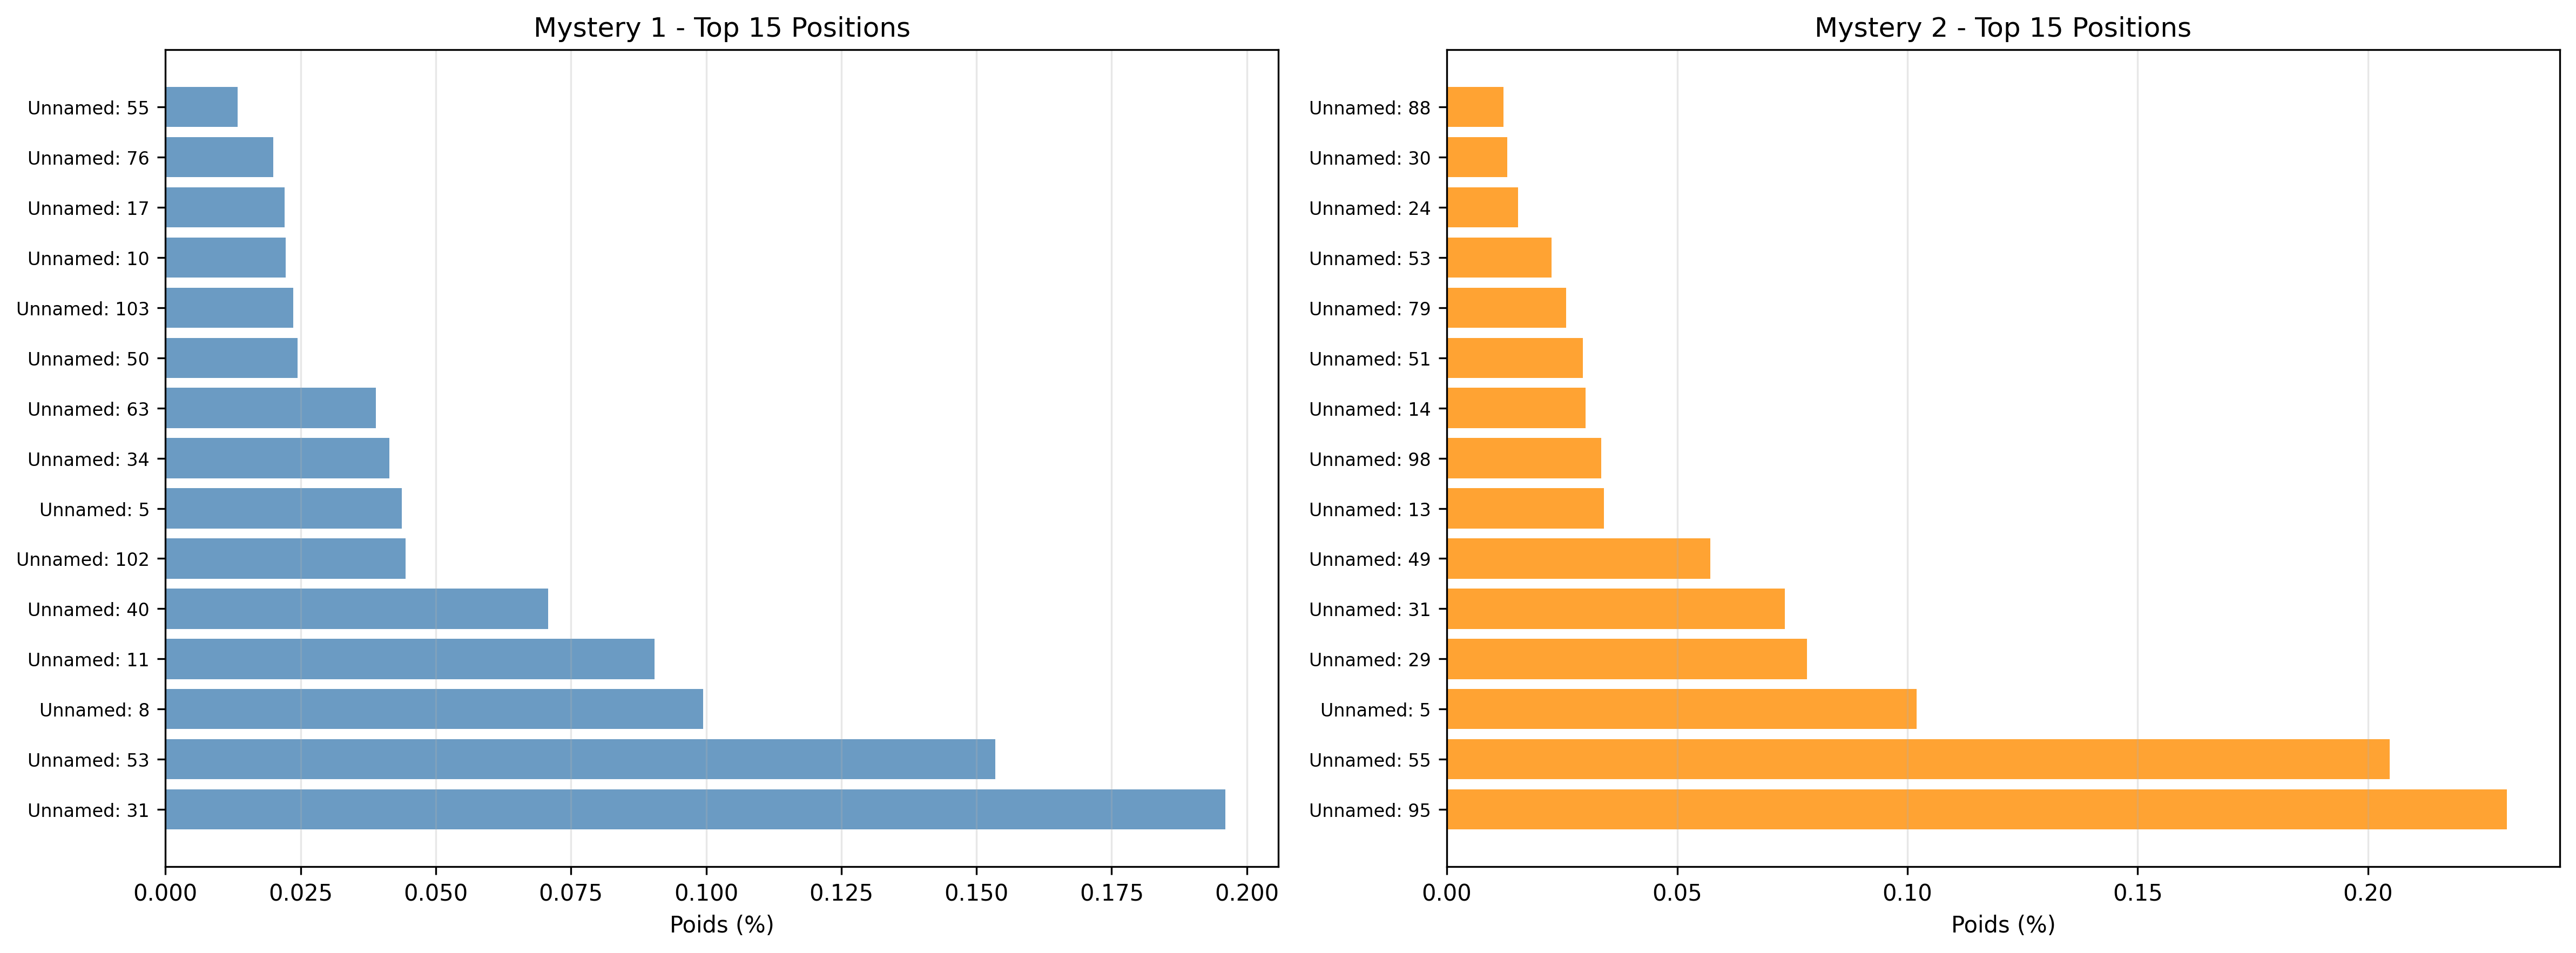 Mystery 1 - Top 15 Positions
Unnamed: 55
Unnamed: 76
Unnamed: 17
Unnamed: 10
Unnamed: 103
Unnamed: 50
Unnamed: 63
Unnamed: 34
Unnamed: 5
Unnamed: 102
Unnamed: 40
Unnamed: 11
Unnamed: 8
Unnamed: 53
Unnamed: 31
0.000 0.025 0.050 0.075 0.100 0.125 0.150 0.175 0.200
Poids (%)
Mystery 2 - Top 15 Positions
Unnamed: 88
Unnamed: 30
Unnamed: 24
Unnamed: 53
Unnamed: 79
Unnamed: 51
Unnamed: 14
Unnamed: 98
Unnamed: 13
Unnamed: 49
Unnamed: 31
Unnamed: 29
Unnamed: 5
Unnamed: 55
Unnamed: 95
0.00 0.05 0.10 0.15 0.20
Poids (%)